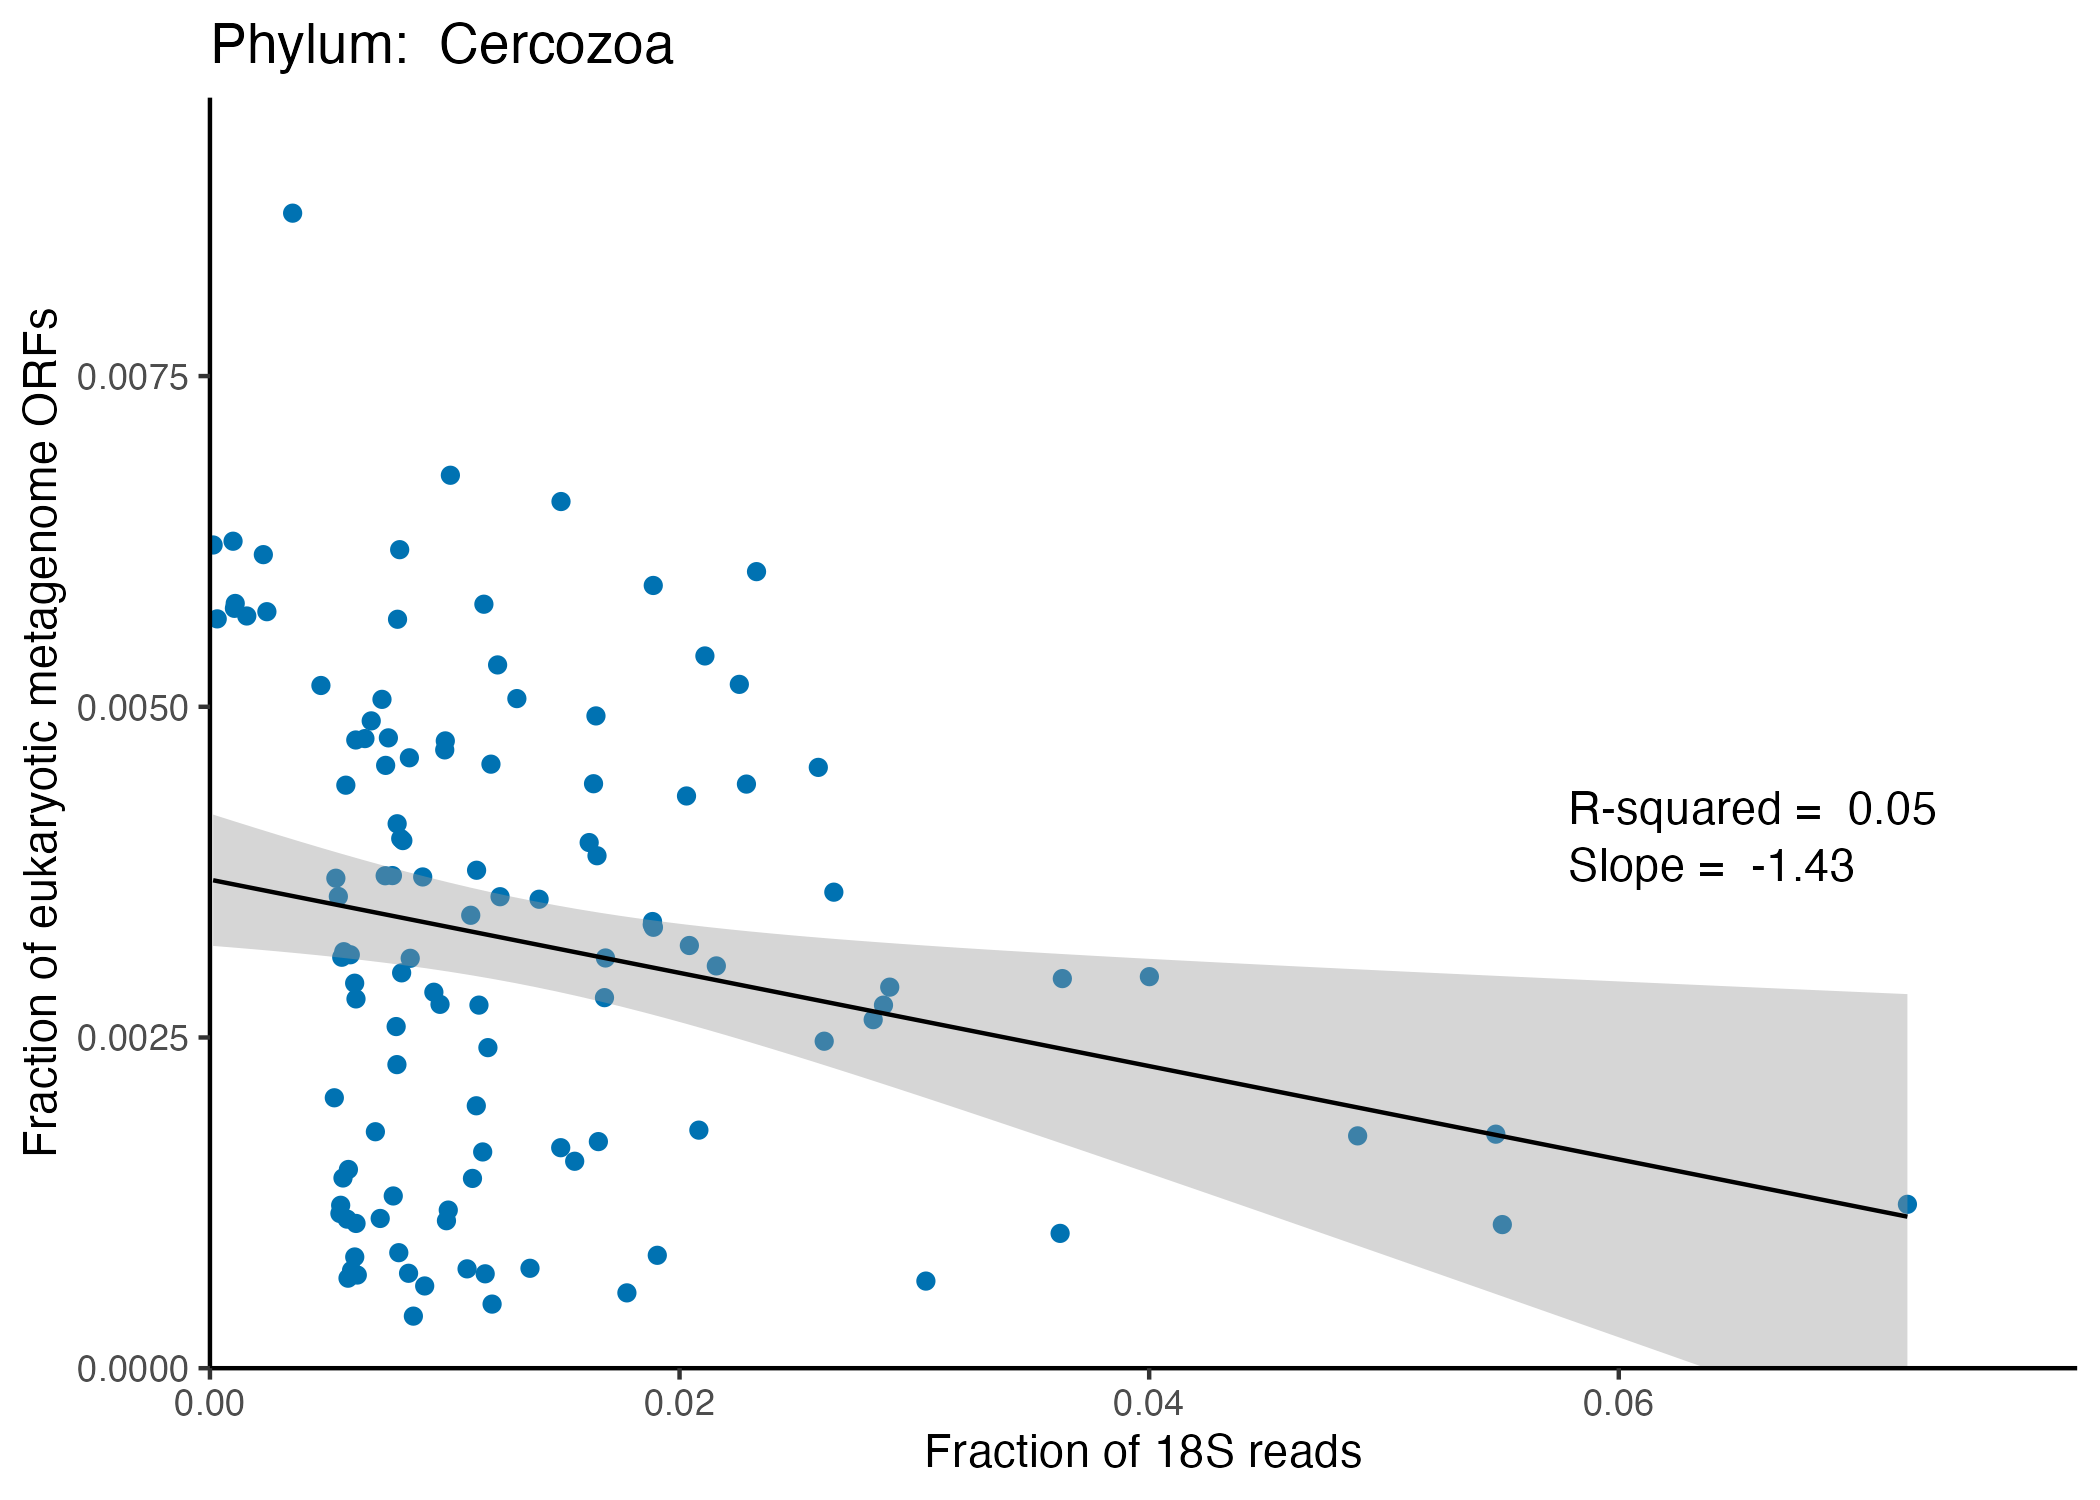 Phylum:  Cercozoa
Fraction of eukaryotic metagenome ORFs
0.0075
0.0050
0.0025
0.0000
R-squared =  0.05
Slope =  -1.43
0.00
0.02
0.04
0.06
Fraction of 18S reads